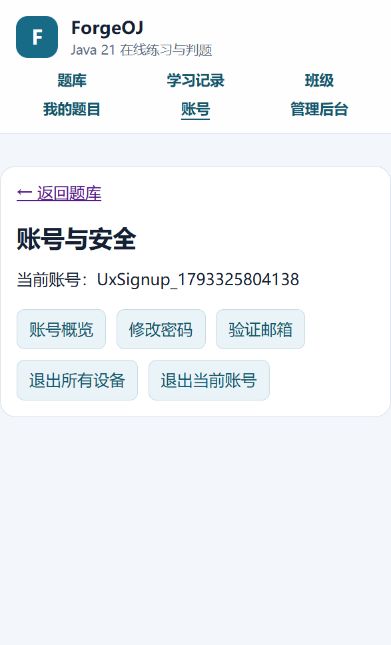 F
ForgeOJ
Java 21 在线练习与判题
题库 学习记录 班级
我的题目 账号 管理后台
← 返回题库
账号与安全
当前账号：UxSignup_1793325804138
账号概览 修改密码 验证邮箱
退出所有设备 退出当前账号